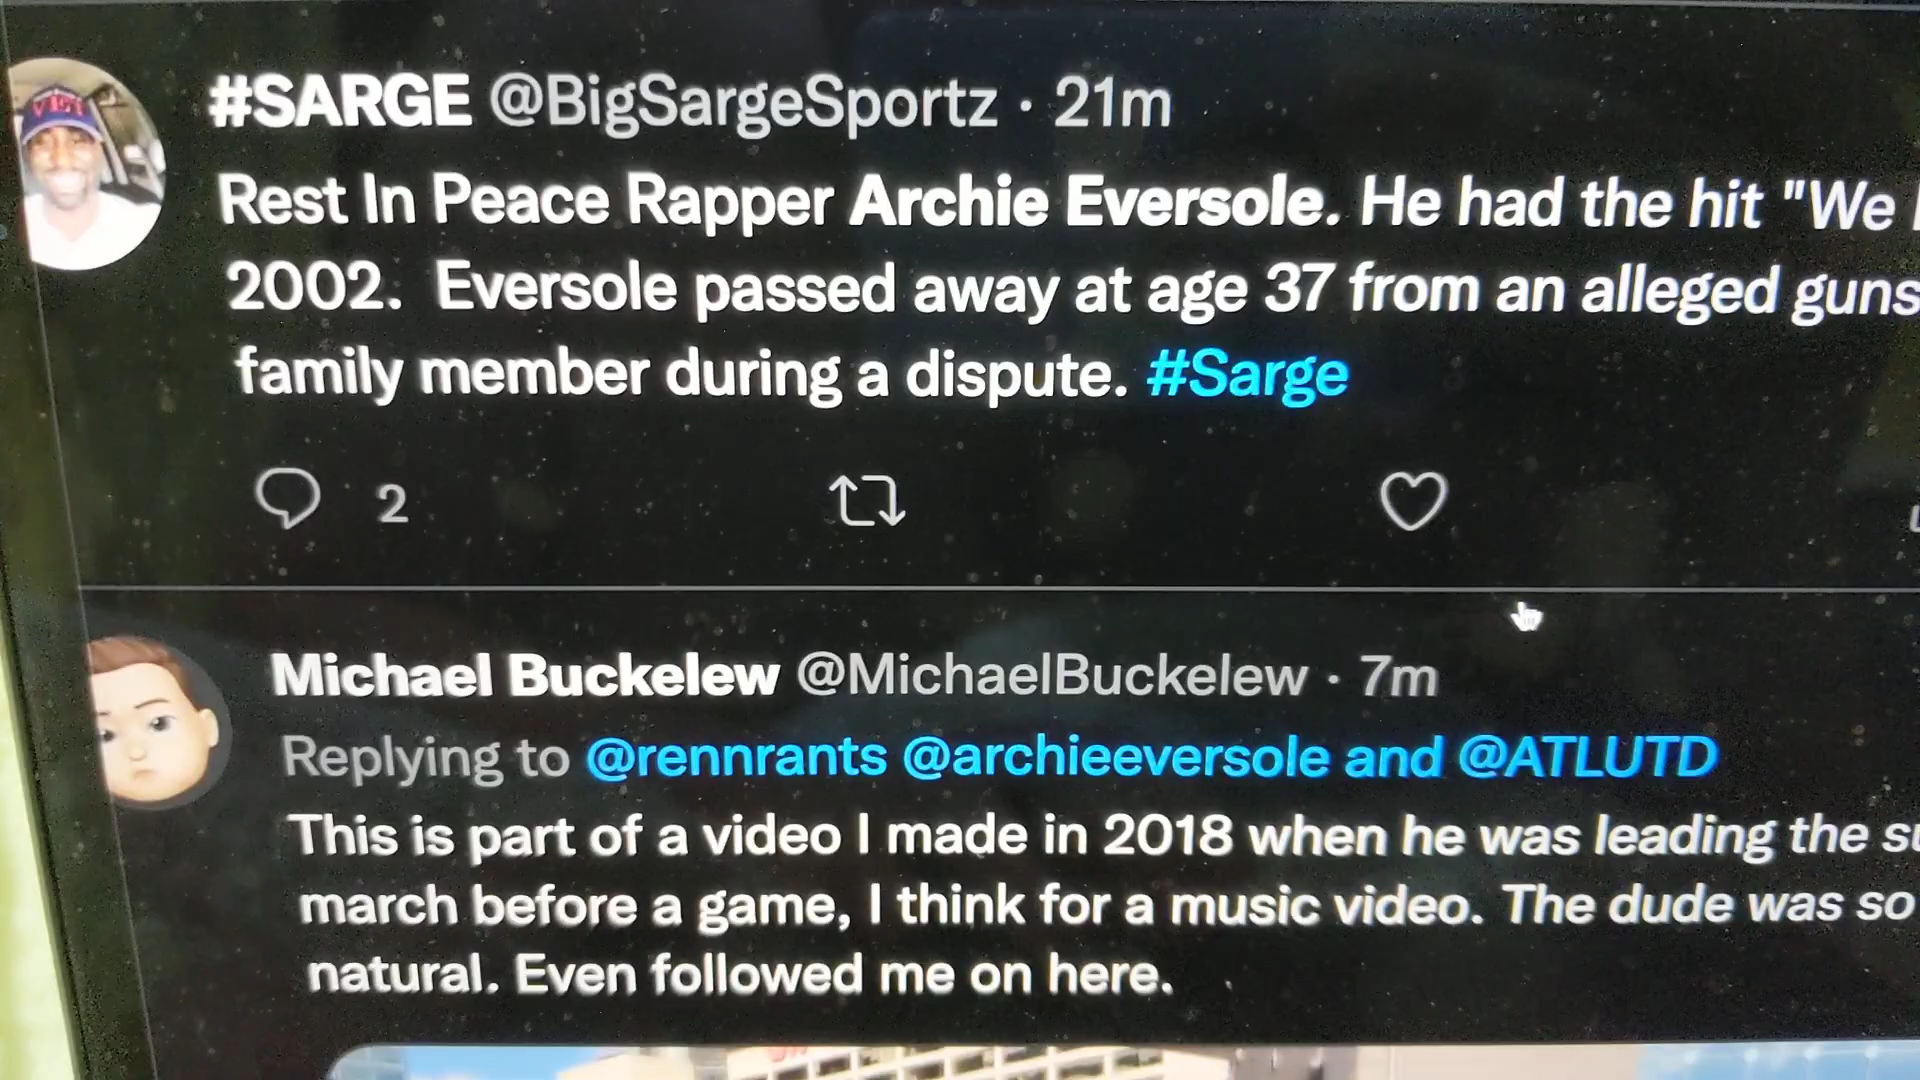 #SARGE @BigSargeSportz · 21m
Rest In Peace Rapper Archie Eversole. He had the hit "We
2002. Eversole passed away at age 37 from an alleged guns
family member during a dispute. #Sarge
2
Michael Buckelew @MichaelBuckelew · 7m
Replying to @rennrants @archieeversole and @ATLUTD
This is part of a video I made in 2018 when he was leading the su
march before a game, I think for a music video. The dude was so
natural. Even followed me on here.